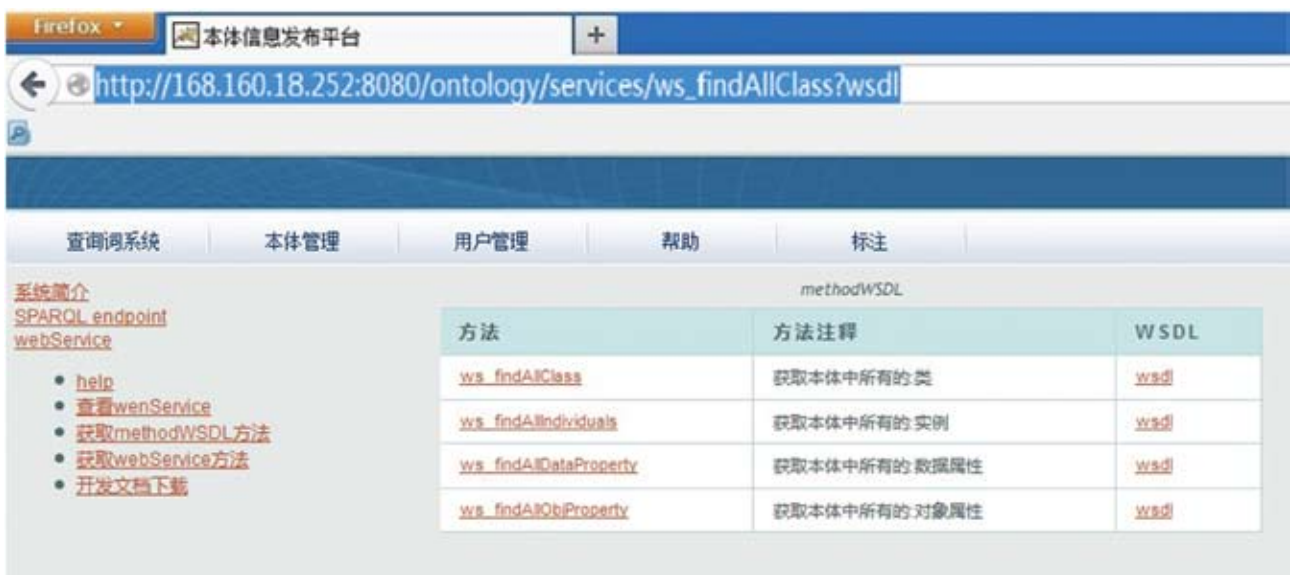 Firefox
本体信息发布平台
http://168.160.18.252:8080/ontology/services/ws_findAllClass?wsdl
查询词系统 本体管理 用户管理 帮助 标注
系统简介
SPARQL endpoint
webService
help
查看wenService
获取methodWSDL方法
获取webService方法
开发文档下载
methodWSDL
方法 方法注释 WSDL
ws_findAllClass 获取本体中所有的:类 wsdl
ws_findAllIndividuals 获取本体中所有的:实例 wsdl
ws_findAllDataProperty 获取本体中所有的:数据属性 wsdl
ws_findAllObjProperty 获取本体中所有的:对象属性 wsdl